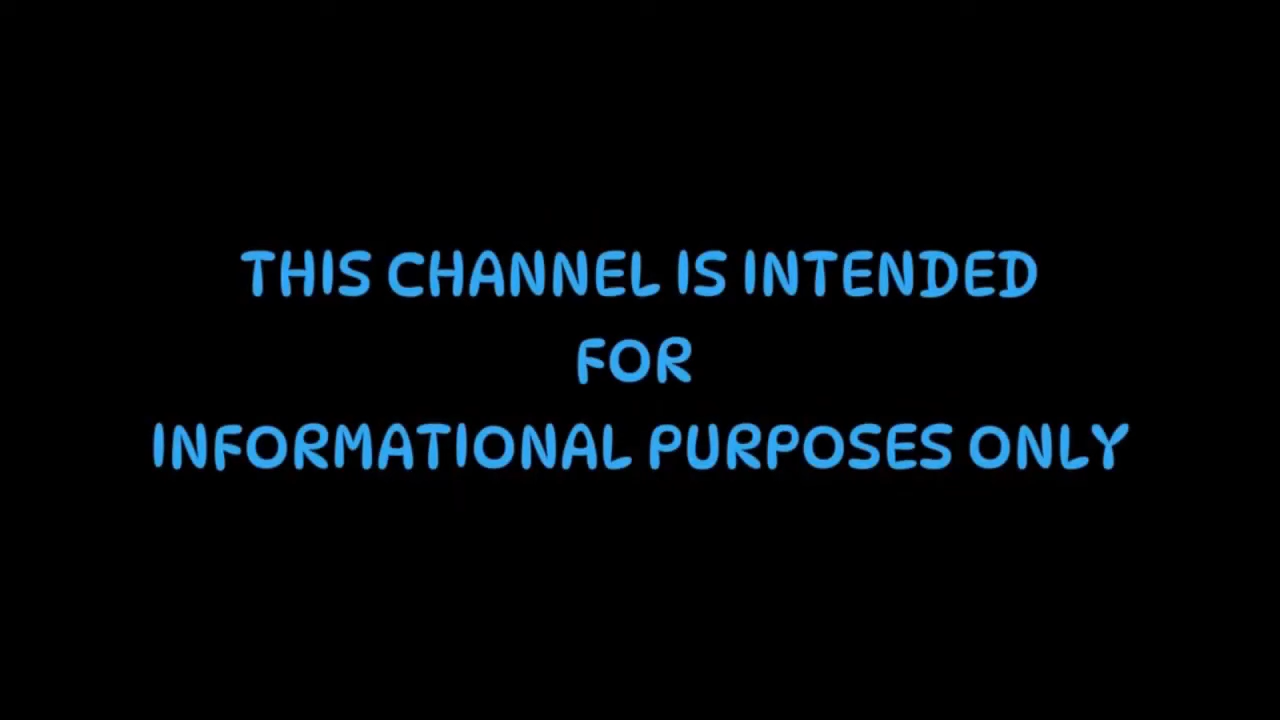 THIS CHANNEL IS INTENDED
FOR
INFORMATIONAL PURPOSES ONLY